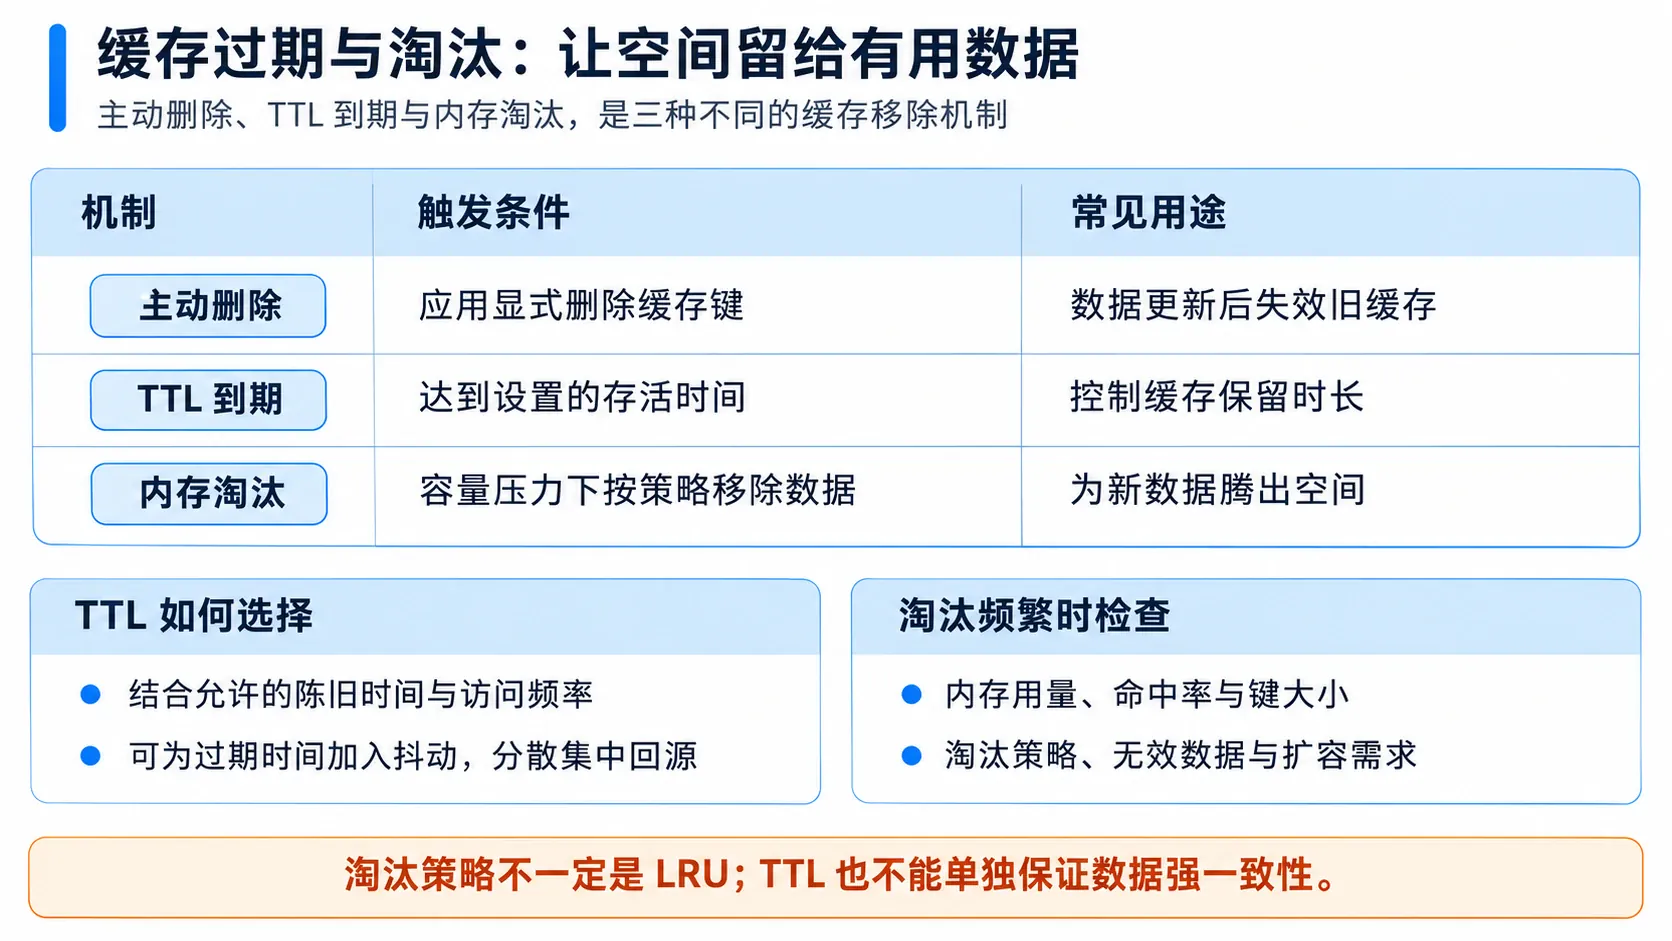 缓存过期与淘汰：让空间留给有用数据
主动删除、TTL 到期与内存淘汰，是三种不同的缓存移除机制
机制
触发条件
常见用途
主动删除
应用显式删除缓存键
数据更新后失效旧缓存
TTL 到期
达到设置的存活时间
控制缓存保留时长
内存淘汰
容量压力下按策略移除数据
为新数据腾出空间
TTL 如何选择
结合允许的陈旧时间与访问频率
可为过期时间加入抖动，分散集中回源
淘汰频繁时检查
内存用量、命中率与键大小
淘汰策略、无效数据与扩容需求
淘汰策略不一定是 LRU；TTL 也不能单独保证数据强一致性。